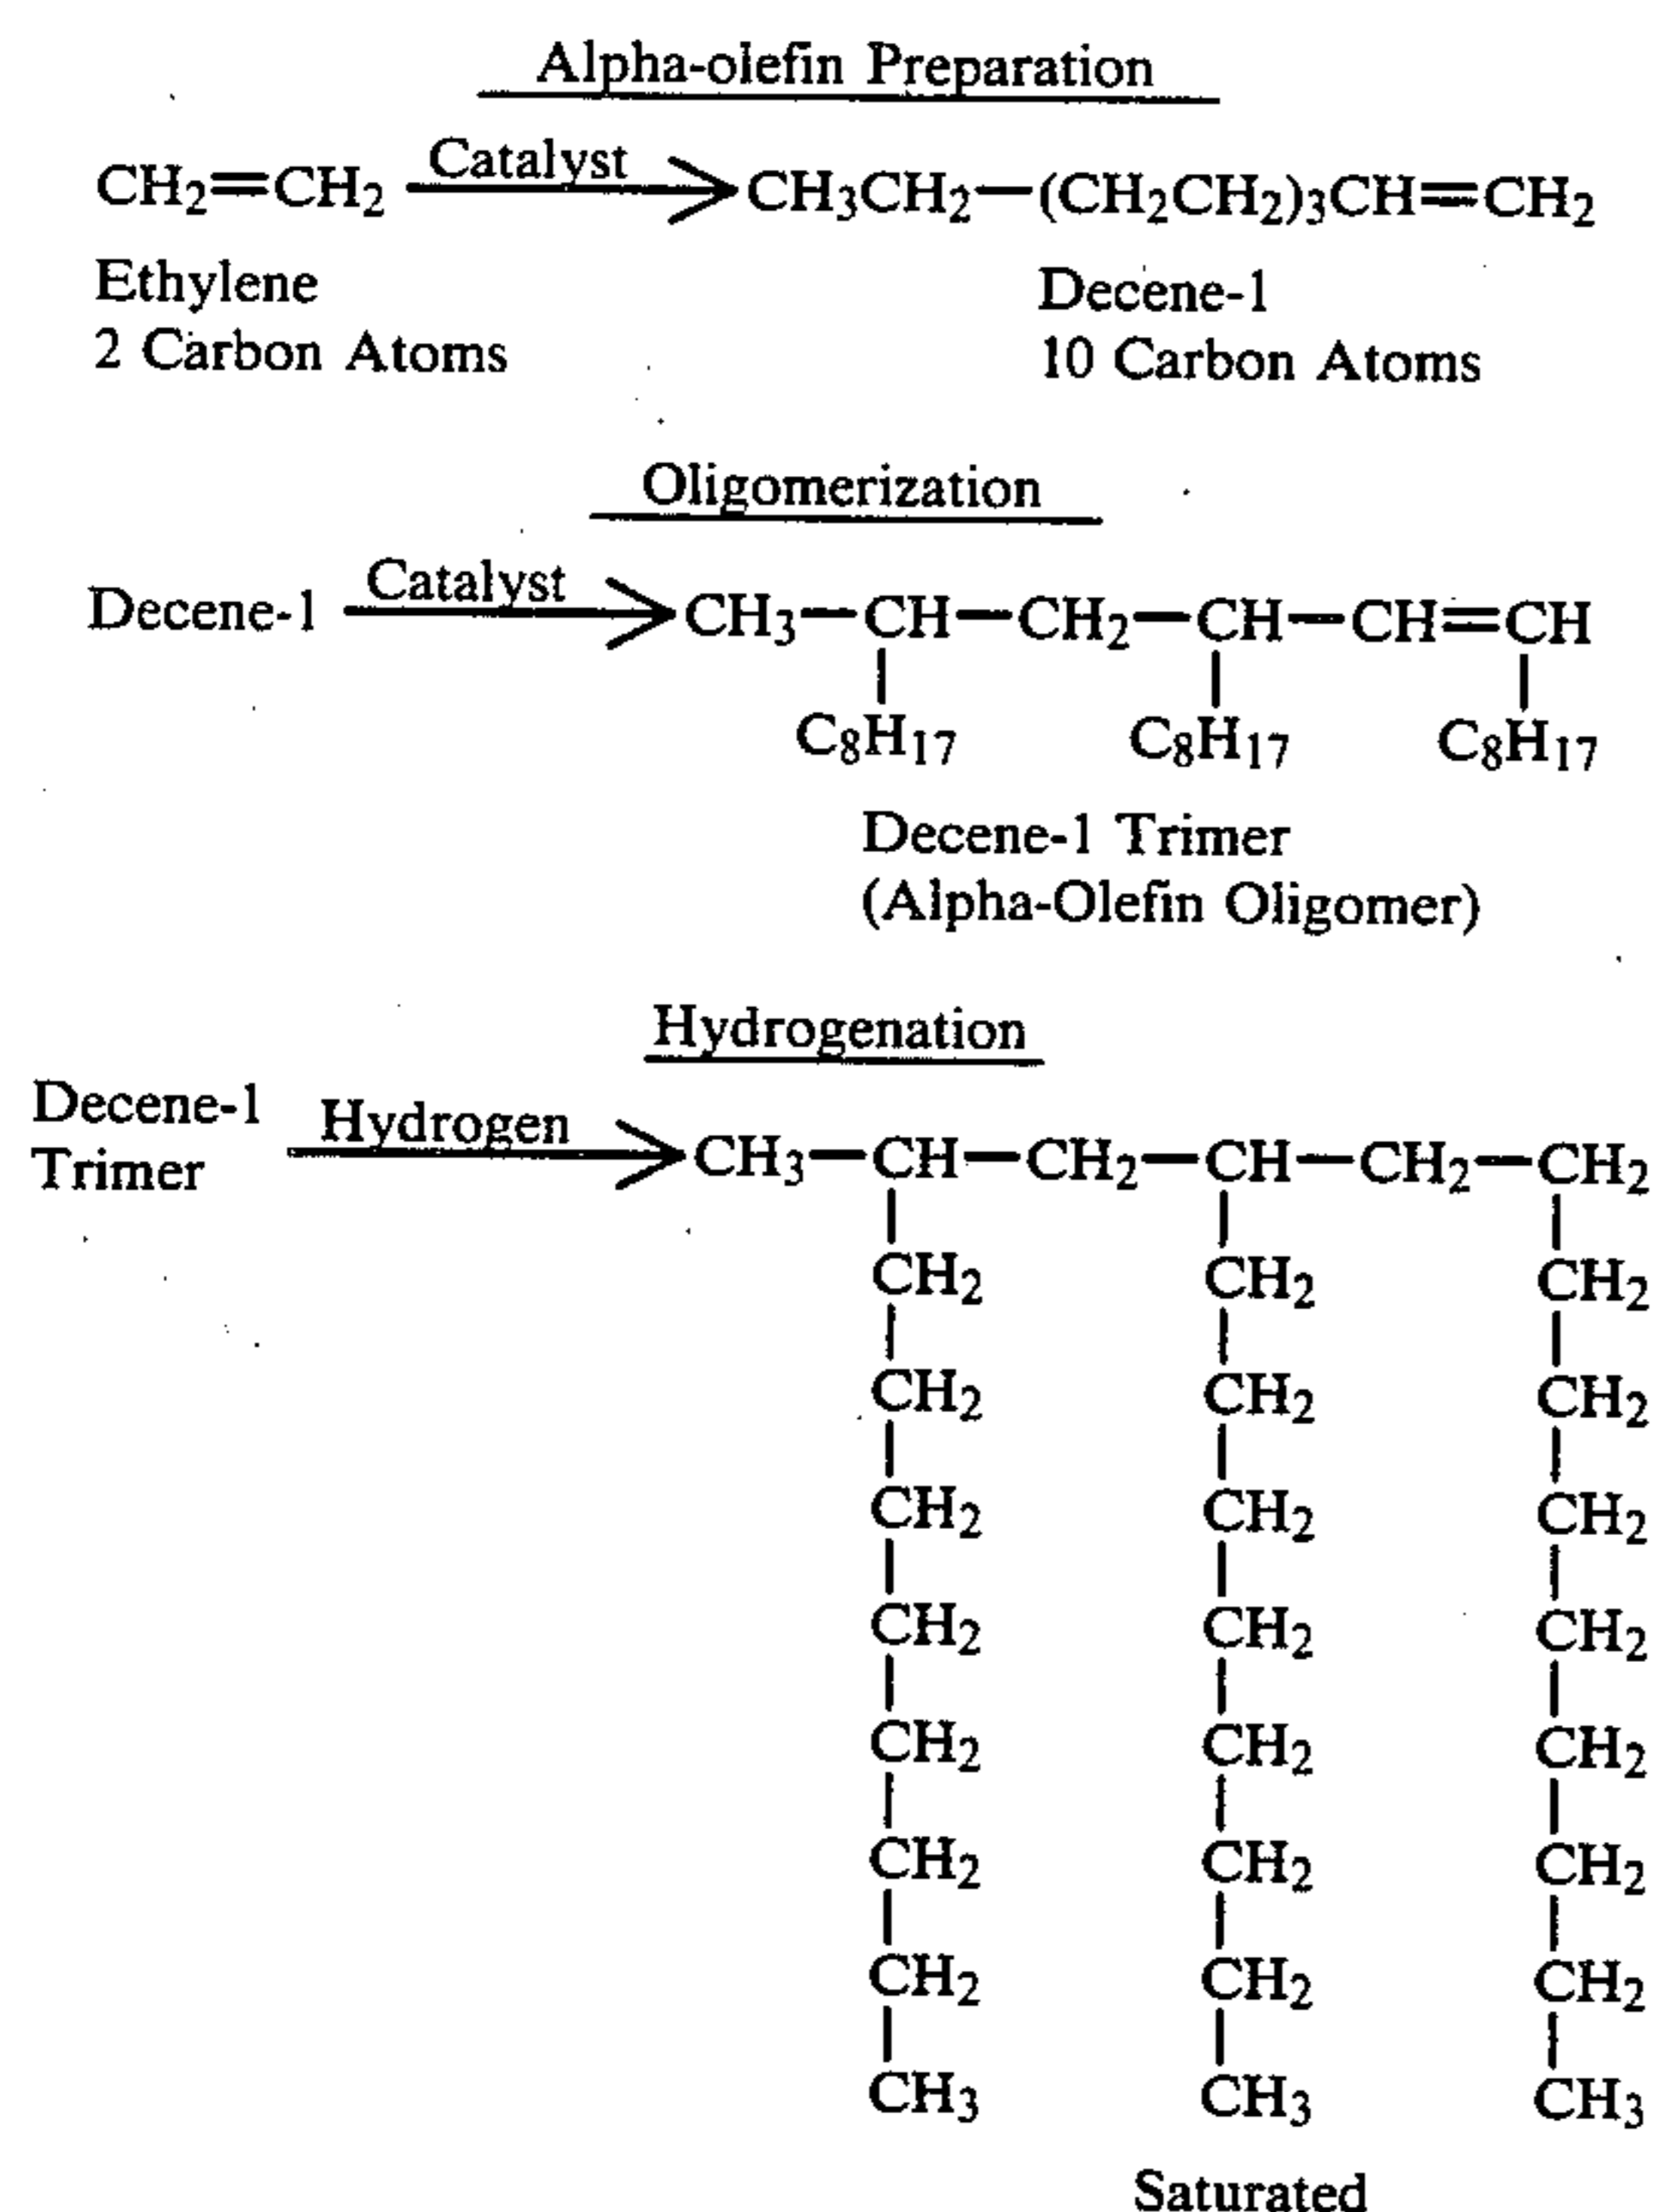 Alpha-olefin Preparation
CH₂=CH₂ Catalyst CH₃CH₂—(CH₂CH₂)₃CH=CH₂
Ethylene Decene-1
2 Carbon Atoms 10 Carbon Atoms
Oligomerization
Decene-1 Catalyst CH₃—CH—CH₂—CH—CH=CH
C₈H₁₇ C₈H₁₇ C₈H₁₇
Decene-1 Trimer
(Alpha-Olefin Oligomer)
Hydrogenation
Decene-1
Trimer Hydrogen CH₃—CH—CH₂—CH—CH₂—CH₂
CH₂ CH₂ CH₂
CH₂ CH₂ CH₂
CH₂ CH₂ CH₂
CH₂ CH₂ CH₂
CH₂ CH₂ CH₂
CH₂ CH₂ CH₂
CH₂ CH₂ CH₂
CH₃ CH₃ CH₃
Saturated